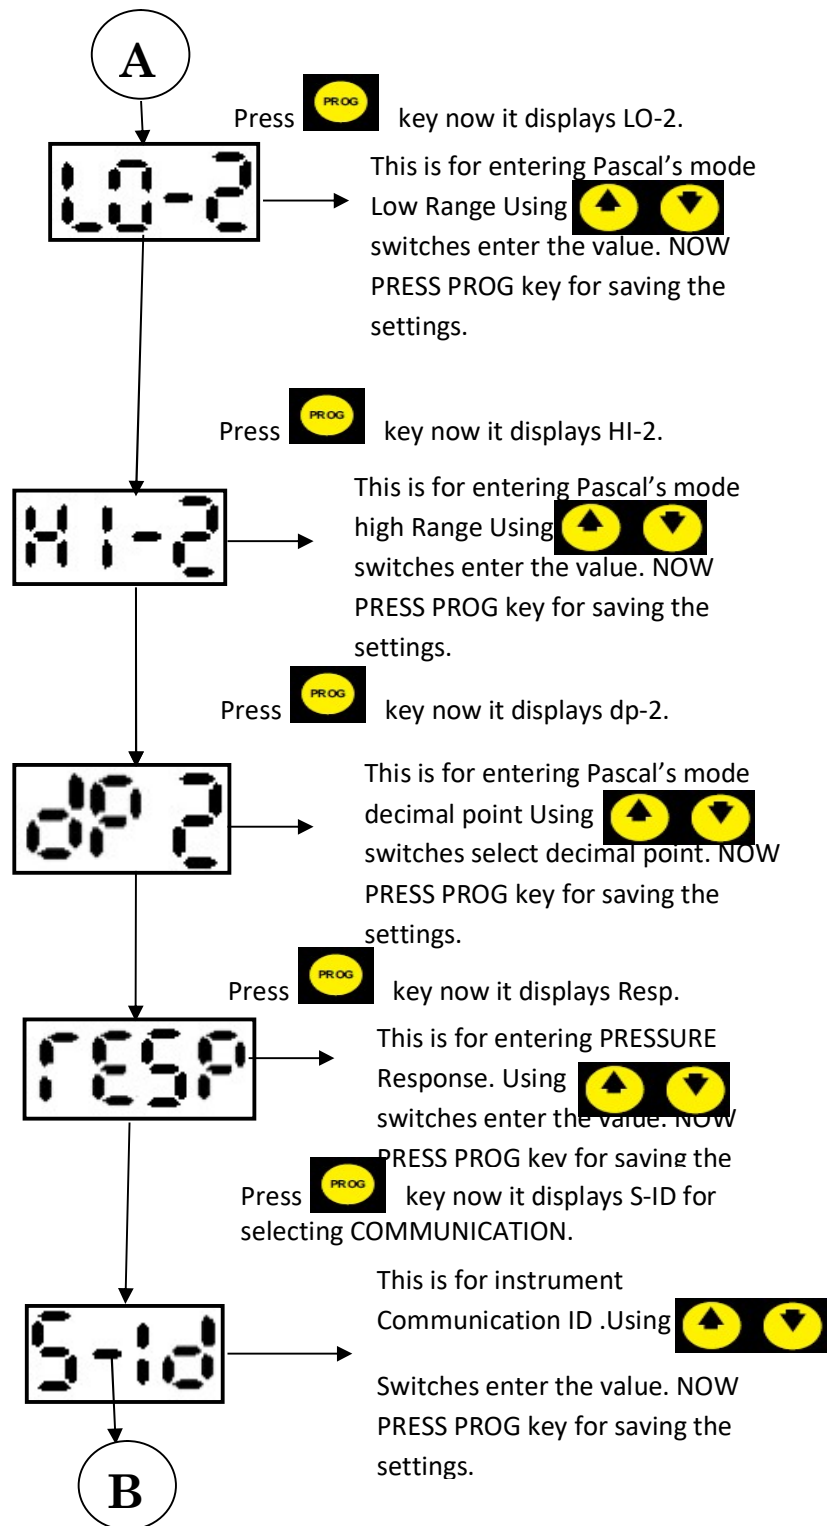 A
Press PROG key now it displays LO-2.
LO-2
This is for entering Pascal's mode
Low Range Using
switches enter the value. NOW
PRESS PROG key for saving the
settings.
Press PROG key now it displays HI-2.
HI-2
This is for entering Pascal's mode
high Range Using
switches enter the value. NOW
PRESS PROG key for saving the
settings.
Press PROG key now it displays dp-2.
dP 2
This is for entering Pascal's mode
decimal point Using
switches select decimal point. NOW
PRESS PROG key for saving the
settings.
Press PROG key now it displays Resp.
rESP
This is for entering PRESSURE
Response. Using
switches enter the value. NOW
PRESS PROG key for saving the
Press PROG key now it displays S-ID for
selecting COMMUNICATION.
S-Id
This is for instrument
Communication ID .Using
Switches enter the value. NOW
PRESS PROG key for saving the
settings.
B